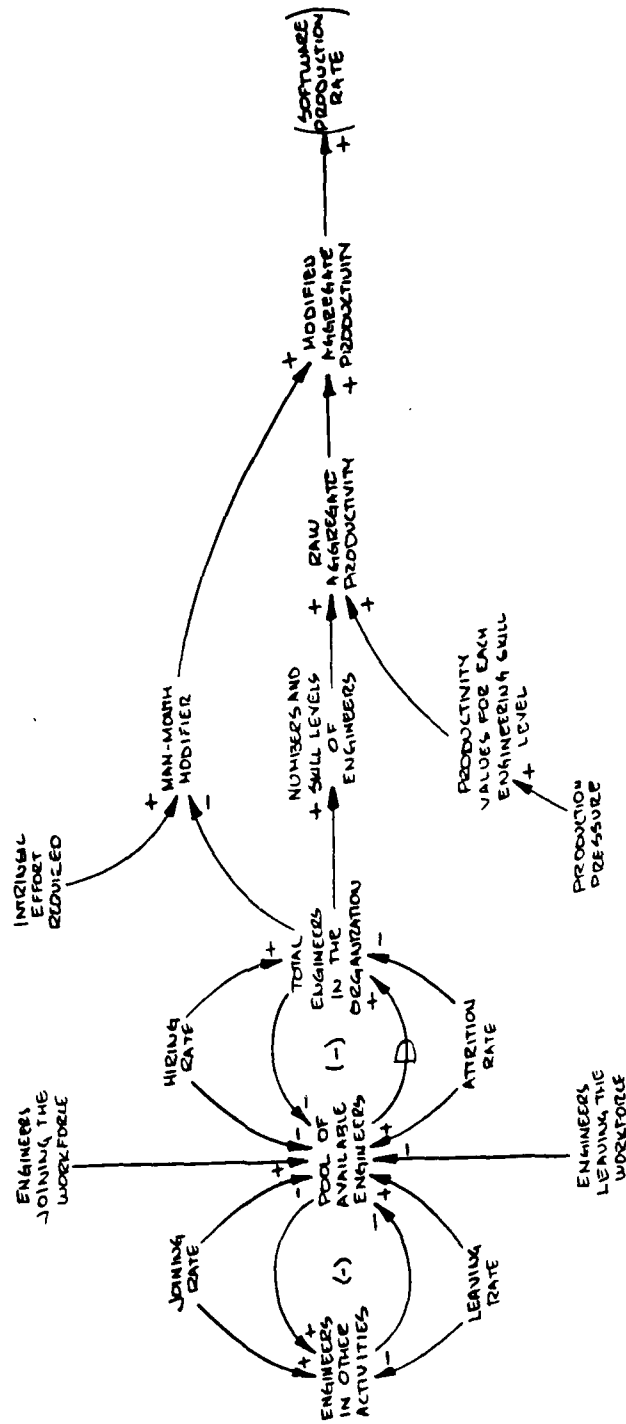 ENGINEERS
JOINING THE
WORKFORCE
INTRINSIC
EFFORT
REQUIRED
JOINING
RATE
HIRING
RATE
+
-
MAN-MONTH
MODIFIER
+
+
-
+
-
+
ENGINEERS
IN OTHER
ACTIVITIES
-
+
(-)
-
POOL OF
AVAILABLE
ENGINEERS
+
-
+
-
(-)
D
TOTAL
ENGINEERS
IN THE
ORGANIZATION
+
-
+
NUMBERS AND
SKILL LEVELS
OF
ENGINEERS
+
RAW
AGGREGATE
PRODUCTIVITY
+
+
MODIFIED
AGGREGATE
PRODUCTIVITY
+
(SOFTWARE
PRODUCTION
RATE)
+
LEAVING
RATE
ATTRITION
RATE
PRODUCTIVITY
VALUES FOR EACH
ENGINEERING SKILL
+ LEVEL
ENGINEERS
LEAVING THE
WORKFORCE
PRODUCTION
PRESSURE